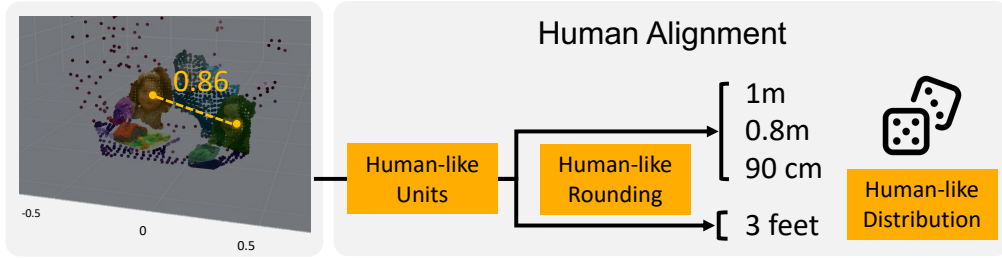 0.86
-0.5
0
0.5
Human Alignment
Human-like
Units
Human-like
Rounding
1m
0.8m
90 cm
3 feet
Human-like
Distribution